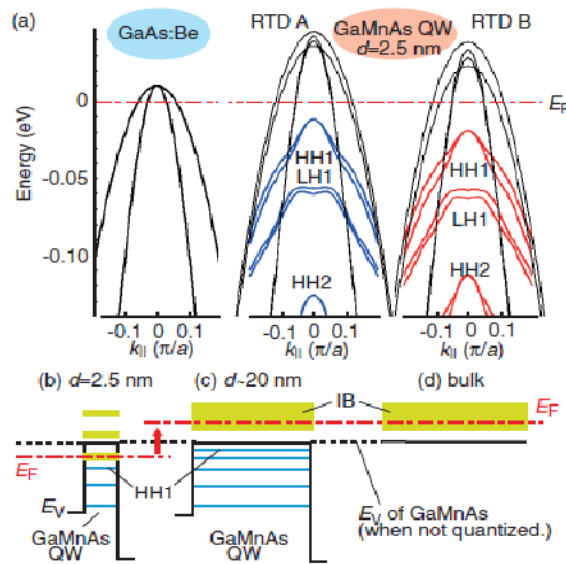 (a)
GaAs:Be
RTD A
GaMnAs QW
d=2.5 nm
RTD B
Energy (eV)
0
-0.05
-0.10
E_F
HH1
LH1
HH2
HH1
LH1
HH2
-0.1 0 0.1
-0.1 0 0.1
-0.1 0 0.1
k_|| (π/a)
k_|| (π/a)
k_|| (π/a)
(b) d=2.5 nm
(c) d~20 nm
(d) bulk
IB
E_F
E_F
HH1
E_V
GaMnAs
QW
GaMnAs
QW
E_V of GaMnAs
(when not quantized.)